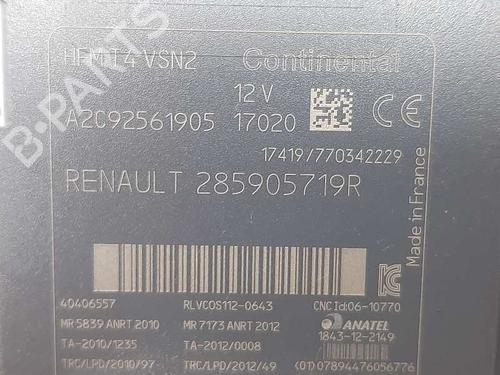 HFM T4 VSN2 Continental
12 V
A2C92561905 17020 CE
17419/770342229
RENAULT 285905719R
Made in France
40406557 RLVCOS112-0643 CNC Id:06-10770
MR 5839 ANRT 2010 MR 7173 ANRT 2012 ANATEL
TA-2010/1235 TA-2012/0008 1843-12-2149
TRC/LPD/2010/97 TRC/LPD/2012/49 (01)07894476056776
B-PARTS